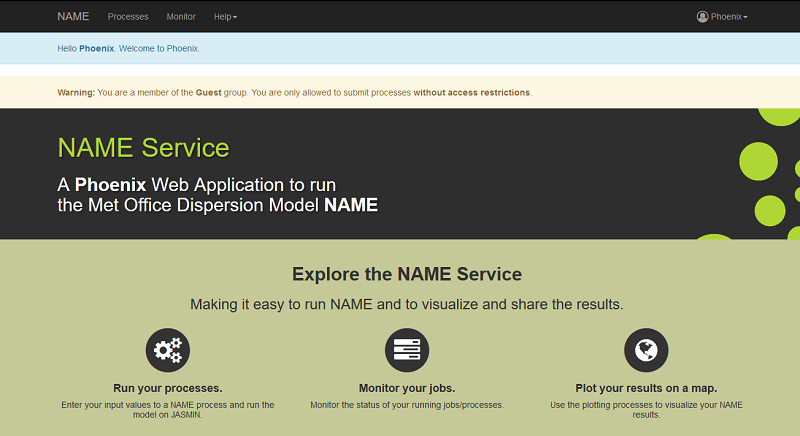 NAME Processes Monitor Help Phoenix
Hello Phoenix. Welcome to Phoenix.
Warning: You are a member of the Guest group. You are only allowed to submit processes without access restrictions.
NAME Service
A Phoenix Web Application to run
the Met Office Dispersion Model NAME
Explore the NAME Service
Making it easy to run NAME and to visualize and share the results.
Run your processes.
Enter your input values to a NAME process and run the
model on JASMIN.
Monitor your jobs.
Monitor the status of your running jobs/processes.
Plot your results on a map.
Use the plotting processes to visualize your NAME
results.